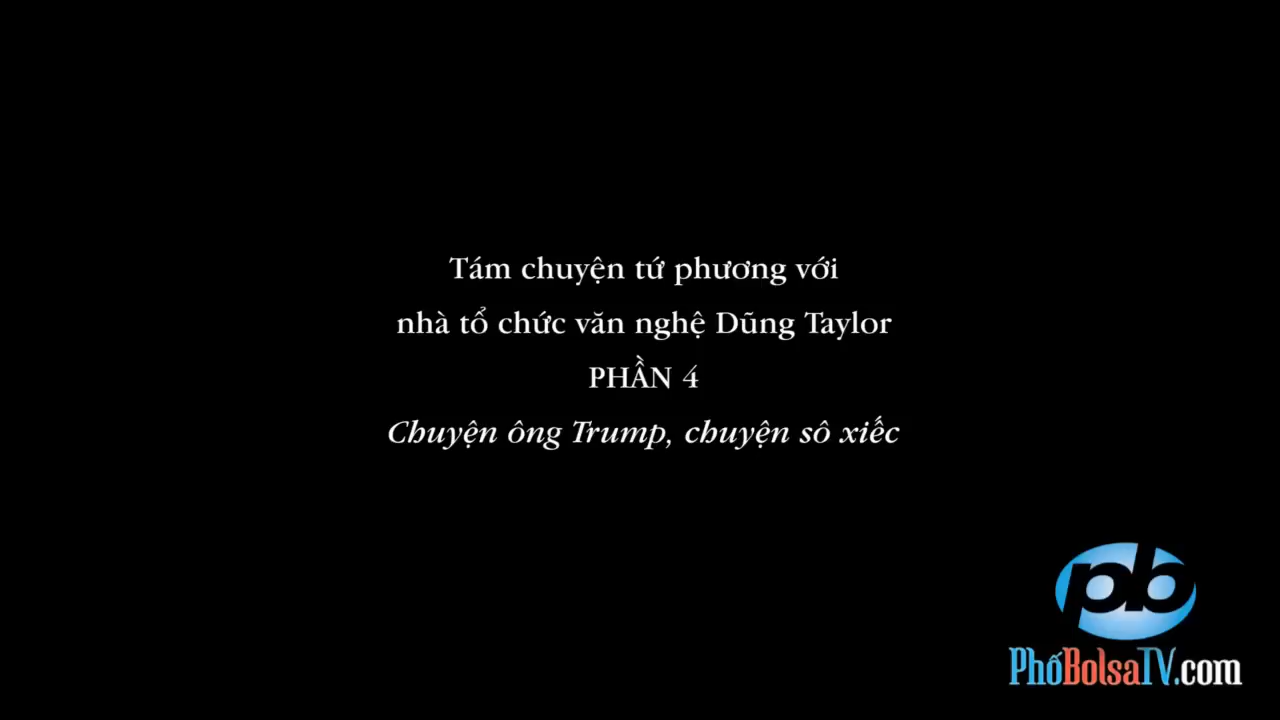 Tám chuyện tứ phương với
nhà tổ chức văn nghệ Dũng Taylor
PHẦN 4
Chuyện ông Trump, chuyện sô xiếc
pb
PhốBolsaTV.com